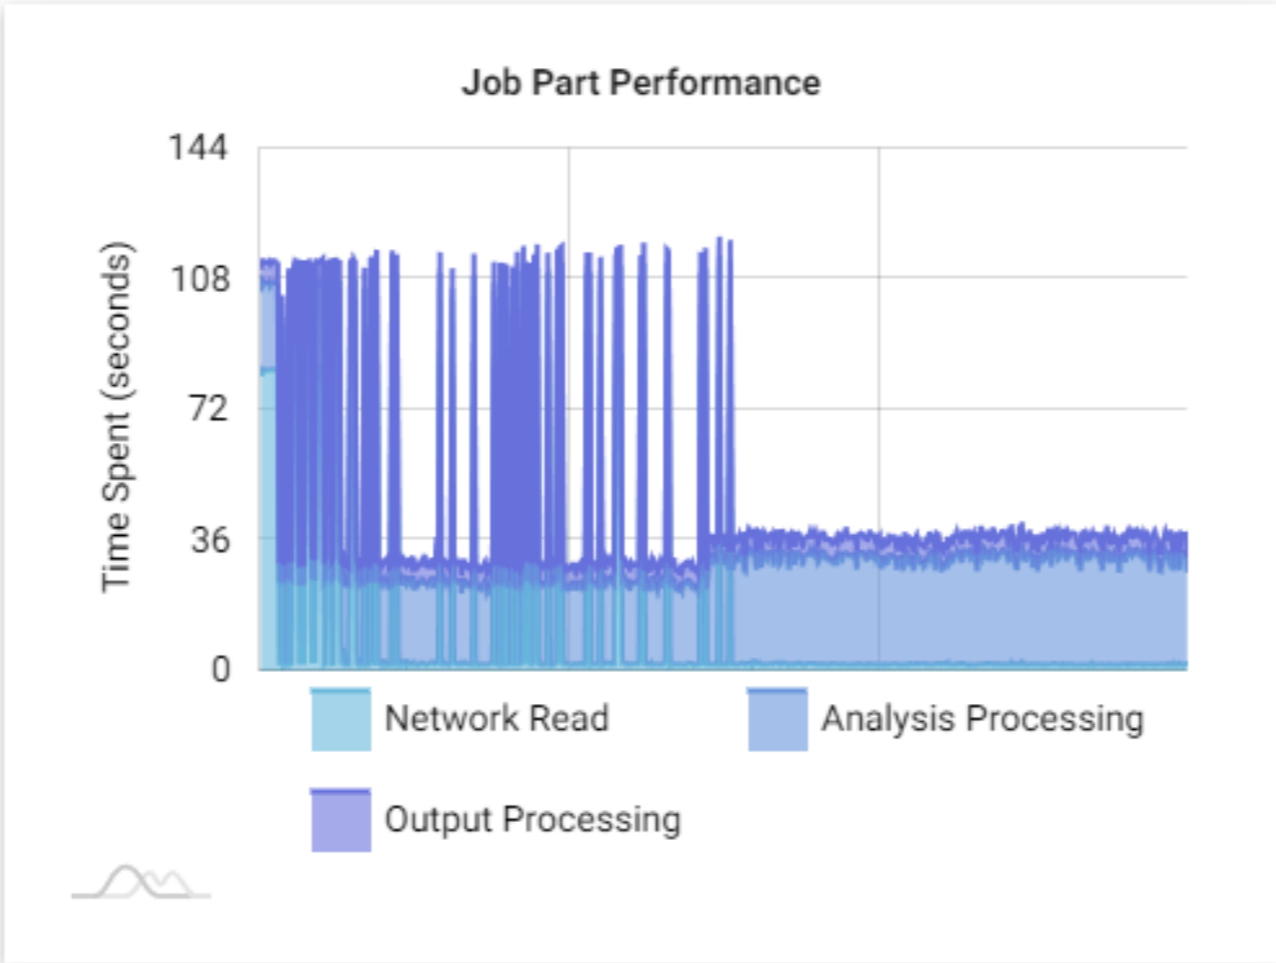 Job Part Performance
144
108
72
36
0
Time Spent (seconds)
Network Read
Analysis Processing
Output Processing